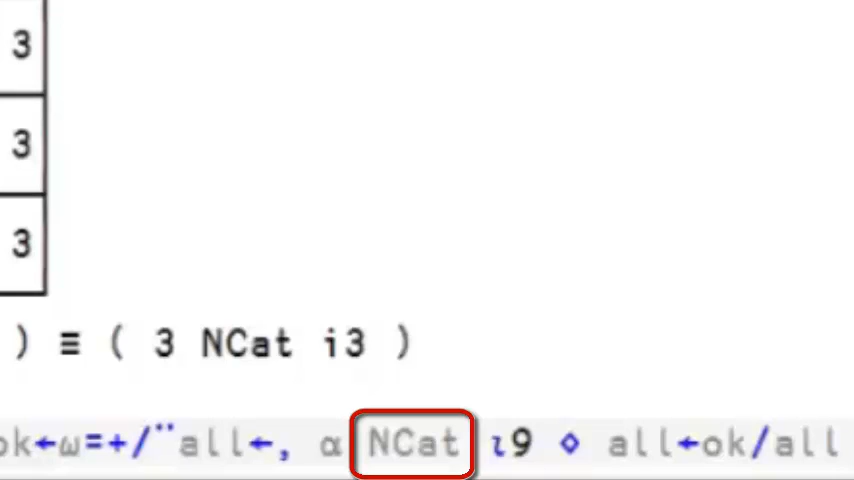 3
3
3
) ≡ ( 3 NCat i3 )
ok←⍵=+/¨all←, ⍺ NCat ⍳9 ⋄ all←ok/all